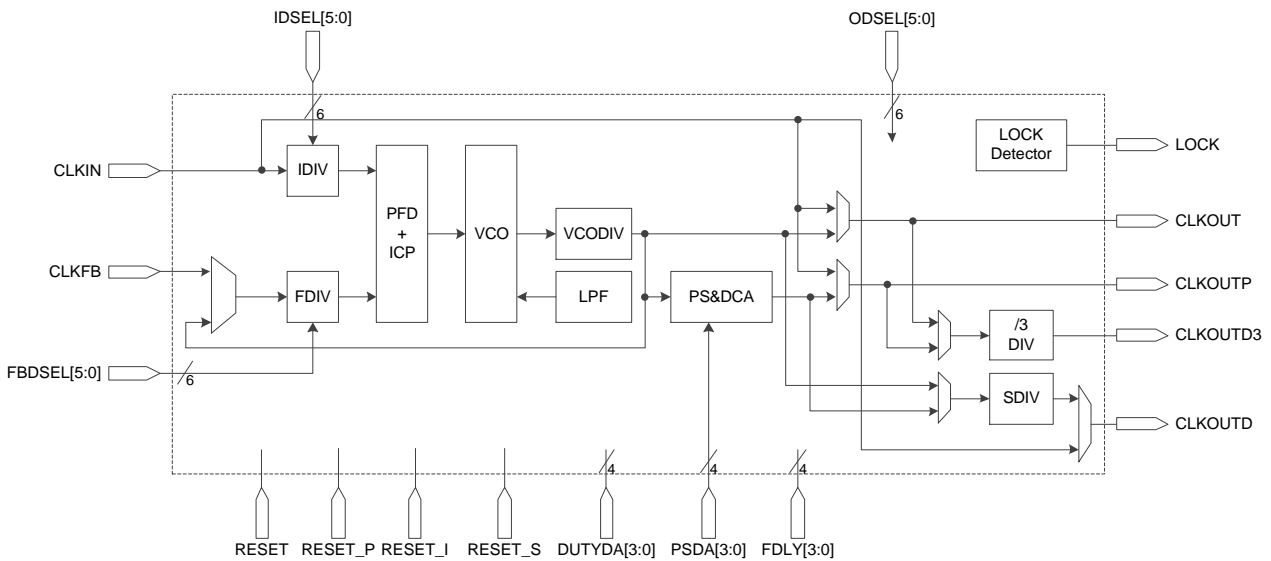 IDSEL[5:0]
ODSEL[5:0]
6
6
LOCK
Detector
LOCK
CLKIN
IDIV
PFD
+
ICP
VCO
VCODIV
CLKOUT
CLKFB
FDIV
LPF
PS&DCA
CLKOUTP
/3
DIV
CLKOUTD3
FBDSEL[5:0]
6
SDIV
CLKOUTD
4
4
4
RESET
RESET_P
RESET_I
RESET_S
DUTYDA[3:0]
PSDA[3:0]
FDLY[3:0]